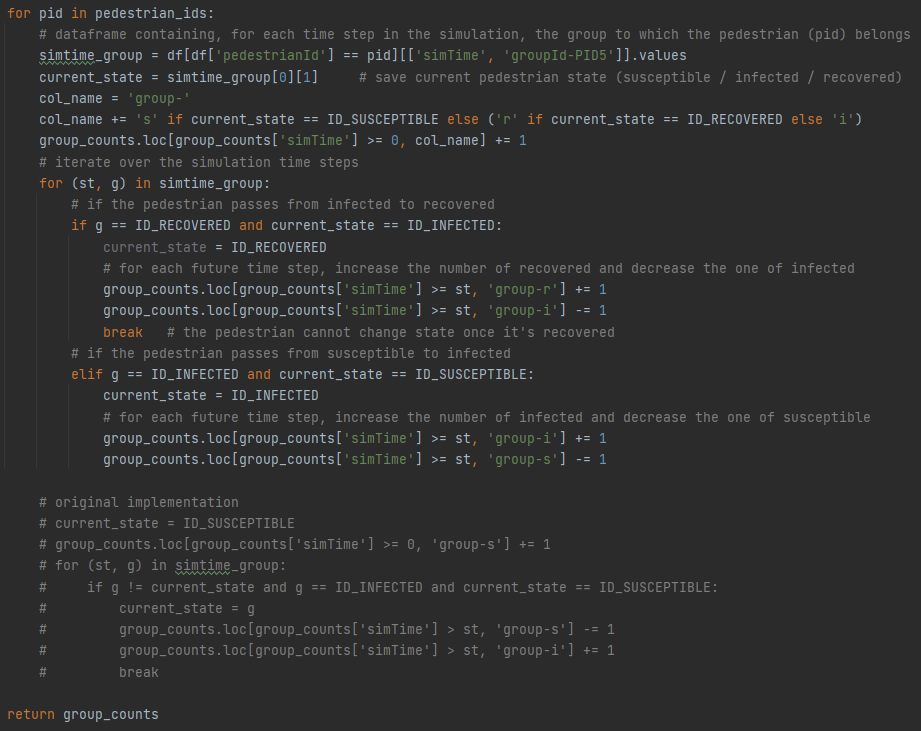 for pid in pedestrian_ids:
    # dataframe containing, for each time step in the simulation, the group to which the pedestrian (pid) belongs
    simtime_group = df[df['pedestrianId'] == pid][['simTime', 'groupId-PID5']].values
    current_state = simtime_group[0][1]     # save current pedestrian state (susceptible / infected / recovered)
    col_name = 'group-'
    col_name += 's' if current_state == ID_SUSCEPTIBLE else ('r' if current_state == ID_RECOVERED else 'i')
    group_counts.loc[group_counts['simTime'] >= 0, col_name] += 1
    # iterate over the simulation time steps
    for (st, g) in simtime_group:
        # if the pedestrian passes from infected to recovered
        if g == ID_RECOVERED and current_state == ID_INFECTED:
            current_state = ID_RECOVERED
            # for each future time step, increase the number of recovered and decrease the one of infected
            group_counts.loc[group_counts['simTime'] >= st, 'group-r'] += 1
            group_counts.loc[group_counts['simTime'] >= st, 'group-i'] -= 1
            break   # the pedestrian cannot change state once it's recovered
        # if the pedestrian passes from susceptible to infected
        elif g == ID_INFECTED and current_state == ID_SUSCEPTIBLE:
            current_state = ID_INFECTED
            # for each future time step, increase the number of infected and decrease the one of susceptible
            group_counts.loc[group_counts['simTime'] >= st, 'group-i'] += 1
            group_counts.loc[group_counts['simTime'] >= st, 'group-s'] -= 1

    # original implementation
    # current_state = ID_SUSCEPTIBLE
    # group_counts.loc[group_counts['simTime'] >= 0, 'group-s'] += 1
    # for (st, g) in simtime_group:
    #     if g != current_state and g == ID_INFECTED and current_state == ID_SUSCEPTIBLE:
    #         current_state = g
    #         group_counts.loc[group_counts['simTime'] > st, 'group-s'] -= 1
    #         group_counts.loc[group_counts['simTime'] > st, 'group-i'] += 1
    #         break

return group_counts